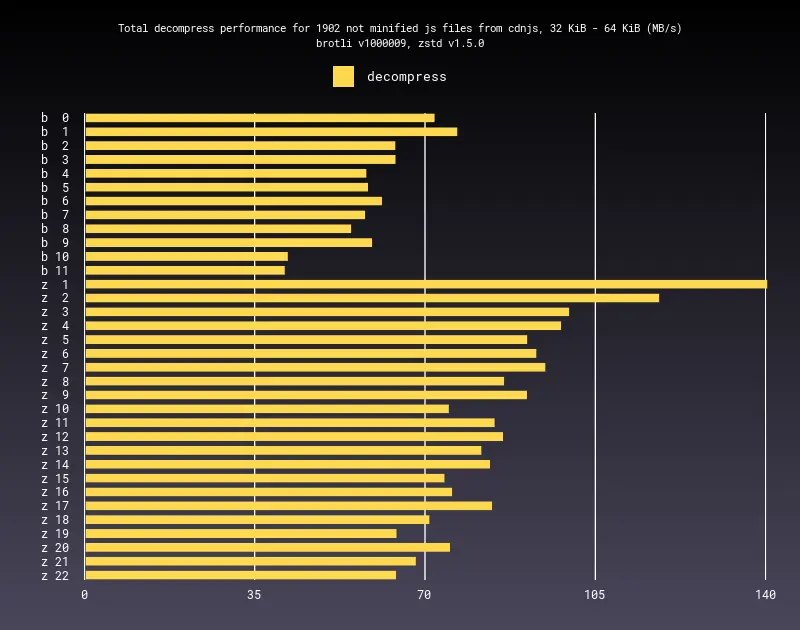 Total decompress performance for 1902 not minified js files from cdnjs, 32 KiB - 64 KiB (MB/s)
brotli v1000009, zstd v1.5.0
decompress
b 0
b 1
b 2
b 3
b 4
b 5
b 6
b 7
b 8
b 9
b 10
b 11
z 1
z 2
z 3
z 4
z 5
z 6
z 7
z 8
z 9
z 10
z 11
z 12
z 13
z 14
z 15
z 16
z 17
z 18
z 19
z 20
z 21
z 22
0 35 70 105 140